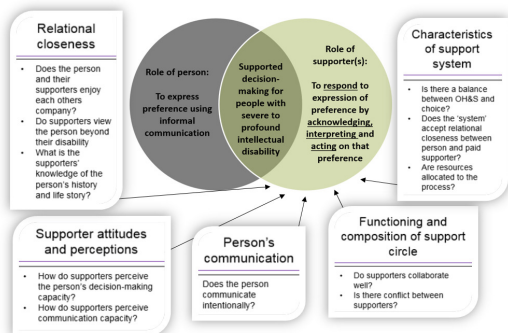 Relational
closeness
• Does the person
and their
supporters enjoy
each others
company?
• Do supporters view
the person beyond
their disability
• What is the
supporters'
knowledge of the
person's history
and life story?
Role of person:
To express
preference using
informal
communication
Supported
decision-
making for
people with
severe to
profound
intellectual
disability
Role of
supporter(s):
To respond to
expression of
preference by
acknowledging,
interpreting and
acting on that
preference
Characteristics
of support
system
• Is there a balance
between OH&S and
choice?
• Does the 'system'
accept relational
closeness between
person and paid
supporter?
• Are resources
allocated to the
process?
Supporter attitudes
and perceptions
• How do supporters perceive
the person's decision-making
capacity?
• How do supporters perceive
communication capacity?
Person's
communication
Does the person
communicate
intentionally?
Functioning and
composition of support
circle
• Do supporters collaborate
well?
• Is there conflict between
supporters?